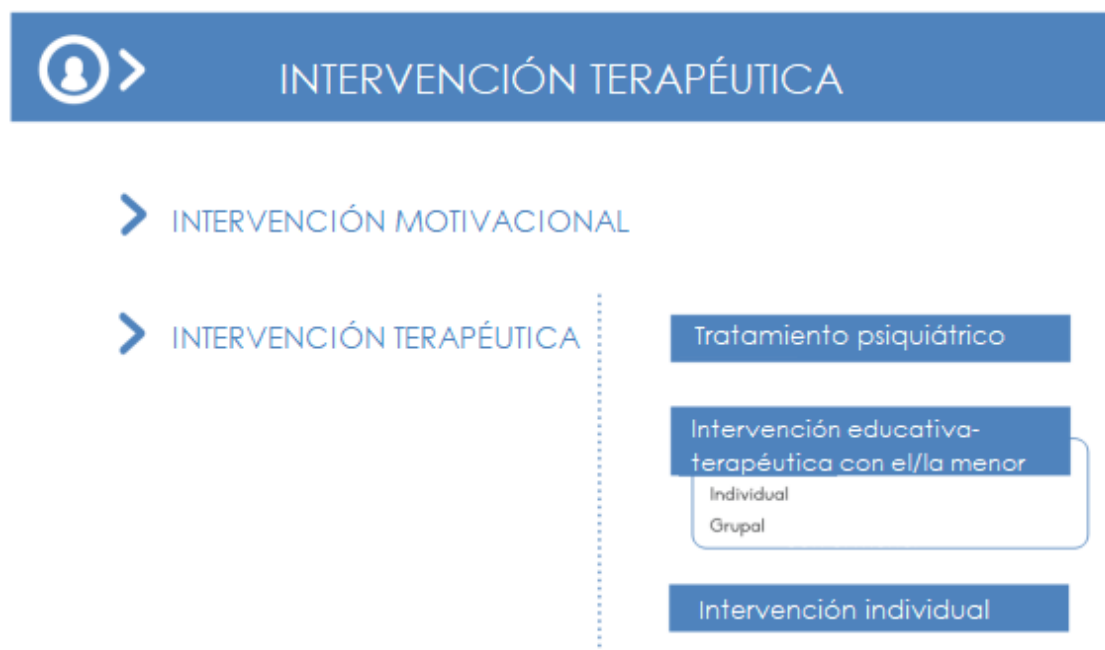 INTERVENCIÓN TERAPÉUTICA
INTERVENCIÓN MOTIVACIONAL
INTERVENCIÓN TERAPÉUTICA
Tratamiento psiquiátrico
Intervención educativa-
terapéutica con el/la menor
Individual
Grupal
Intervención individual